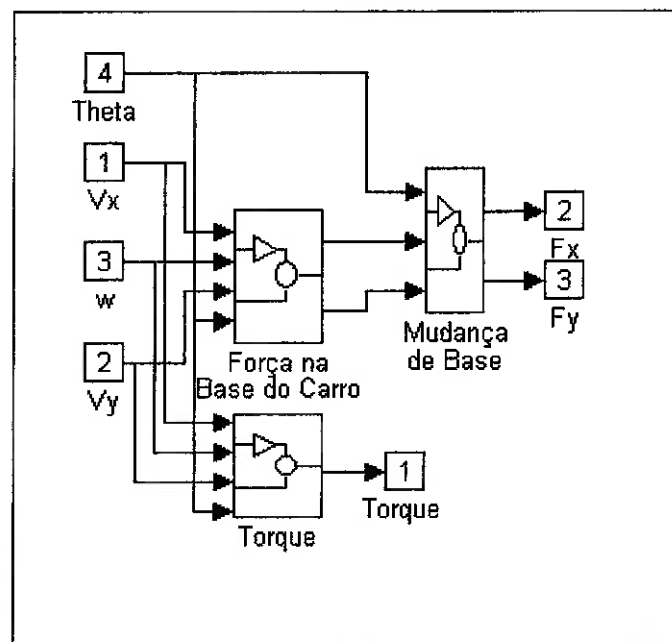 4
Theta
1
Vx
3
w
2
Vy
Força na
Base do Carro
Mudança
de Base
2
Fx
3
Fy
Torque
1
Torque